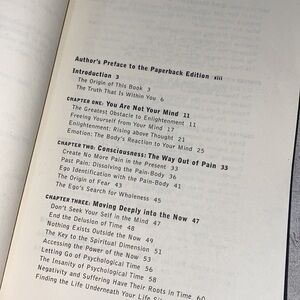 Author's Preface to the Paperback Edition xiii
Introduction 3
The Origin of This Book 3
The Truth That Is Within You 6
CHAPTER ONE: You Are Not Your Mind 11
The Greatest Obstacle to Enlightenment 11
Freeing Yourself from Your Mind 17
Enlightenment: Rising above Thought 21
Emotion: The Body's Reaction to Your Mind 25
CHAPTER TWO: Consciousness: The Way Out of Pain 33
Create No More Pain in the Present 33
Past Pain: Dissolving the Pain-Body 36
Ego Identification with the Pain-Body 41
The Origin of Fear 43
The Ego's Search for Wholeness 45
CHAPTER THREE: Moving Deeply into the Now 47
Don't Seek Your Self in the Mind 47
End the Delusion of Time 48
Nothing Exists Outside the Now 49
The Key to the Spiritual Dimension 51
Accessing the Power of the Now 53
Letting Go of Psychological Time 56
The Insanity of Psychological Time 58
Negativity and Suffering Have Their Roots in Time 60
Finding the Life Underneath Your Life